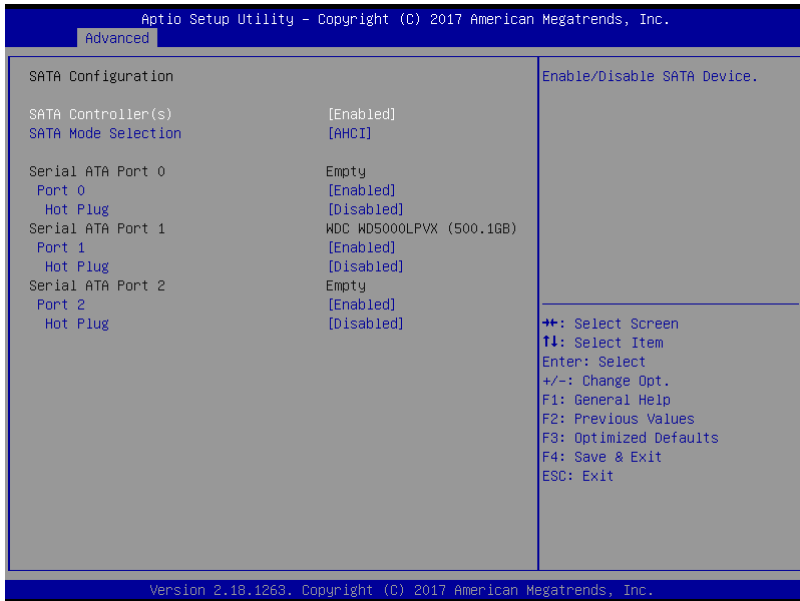 Aptio Setup Utility – Copyright (C) 2017 American Megatrends, Inc.
Advanced
SATA Configuration
SATA Controller(s) [Enabled]
SATA Mode Selection [AHCI]
Serial ATA Port 0 Empty
Port 0 [Enabled]
Hot Plug [Disabled]
Serial ATA Port 1 WDC WD5000LPVX (500.1GB)
Port 1 [Enabled]
Hot Plug [Disabled]
Serial ATA Port 2 Empty
Port 2 [Enabled]
Hot Plug [Disabled]
Enable/Disable SATA Device.
→←: Select Screen
↑↓: Select Item
Enter: Select
+/-: Change Opt.
F1: General Help
F2: Previous Values
F3: Optimized Defaults
F4: Save & Exit
ESC: Exit
Version 2.18.1263. Copyright (C) 2017 American Megatrends, Inc.